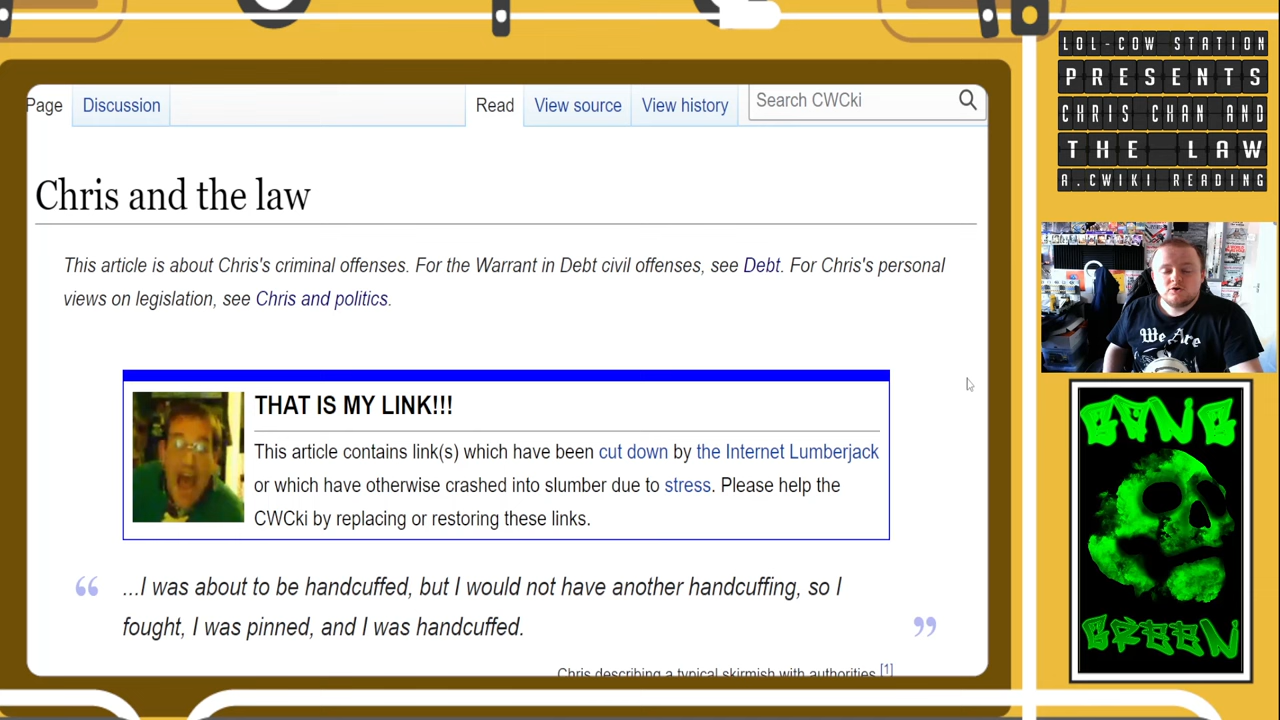 Page Discussion Read View source View history Search CWCki
Chris and the law
This article is about Chris's criminal offenses. For the Warrant in Debt civil offenses, see Debt. For Chris's personal
views on legislation, see Chris and politics.
THAT IS MY LINK!!!
This article contains link(s) which have been cut down by the Internet Lumberjack
or which have otherwise crashed into slumber due to stress. Please help the
CWCki by replacing or restoring these links.
“ ...I was about to be handcuffed, but I would not have another handcuffing, so I
fought, I was pinned, and I was handcuffed. ”
Chris describing a typical skirmish with authorities [1]
LOL-COW STATION
PRESENTS
CHRIS CHAN AND
THE LAW
A.CWIKI READING
We Are
GANG
GREEN